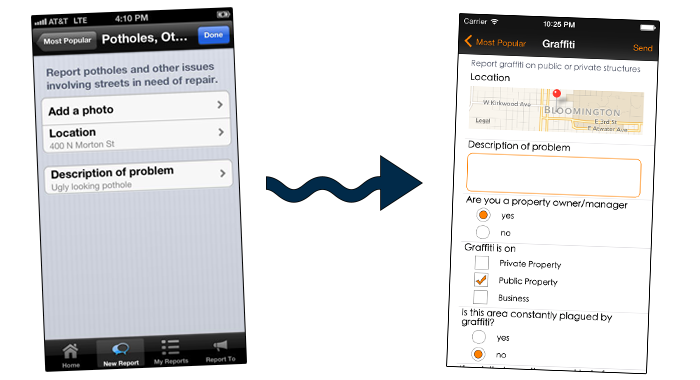 AT&T LTE 4:10 PM
Most Popular Potholes, Ot... Done
Report potholes and other issues
involving streets in need of repair.
Add a photo
Location
400 N Morton St
Description of problem
Ugly looking pothole
Home New Report My Reports Report To
Carrier 10:25 PM
Most Popular Graffiti Send
Report graffiti on public or private structures
Location
W Kirkwood Ave
BLOOMINGTON
Legal E 3rd St
E Atwater Ave
Description of problem
Are you a property owner/manager
yes
no
Graffiti is on
Private Property
Public Property
Business
Is this area constantly plagued by
graffiti?
yes
no